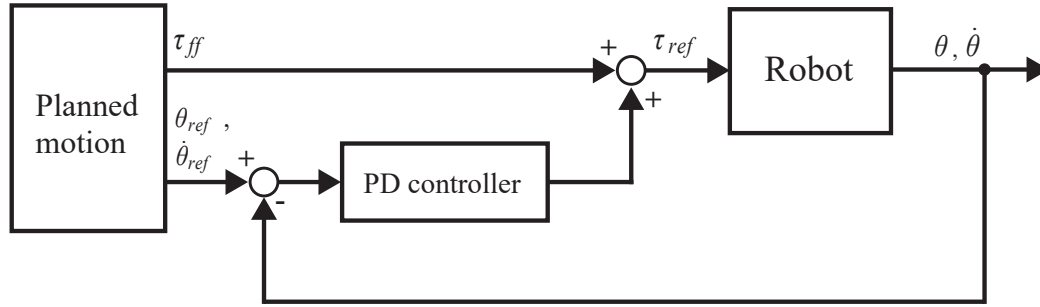 τ_ff
+
τ_ref
Robot
θ, θ̇
+
Planned
motion
θ_ref ,
θ̇_ref
+
-
PD controller